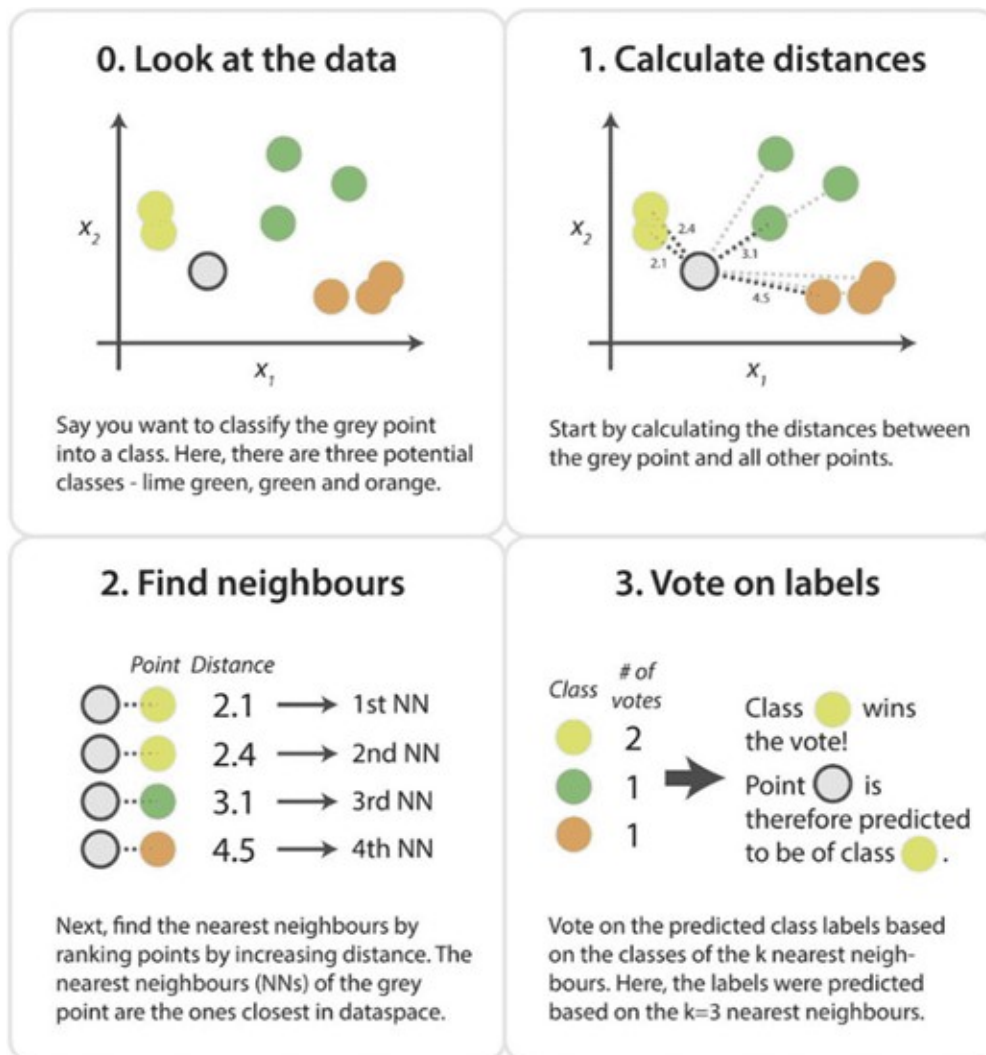 0. Look at the data
x2
x1
Say you want to classify the grey point
into a class. Here, there are three potential
classes - lime green, green and orange.
1. Calculate distances
x2
2.4
2.1
3.1
4.5
x1
Start by calculating the distances between
the grey point and all other points.
2. Find neighbours
Point Distance
2.1 1st NN
2.4 2nd NN
3.1 3rd NN
4.5 4th NN
Next, find the nearest neighbours by
ranking points by increasing distance. The
nearest neighbours (NNs) of the grey
point are the ones closest in dataspace.
3. Vote on labels
Class # of
votes
2
1
1
Class wins
the vote!
Point is
therefore predicted
to be of class .
Vote on the predicted class labels based
on the classes of the k nearest neigh-
bours. Here, the labels were predicted
based on the k=3 nearest neighbours.